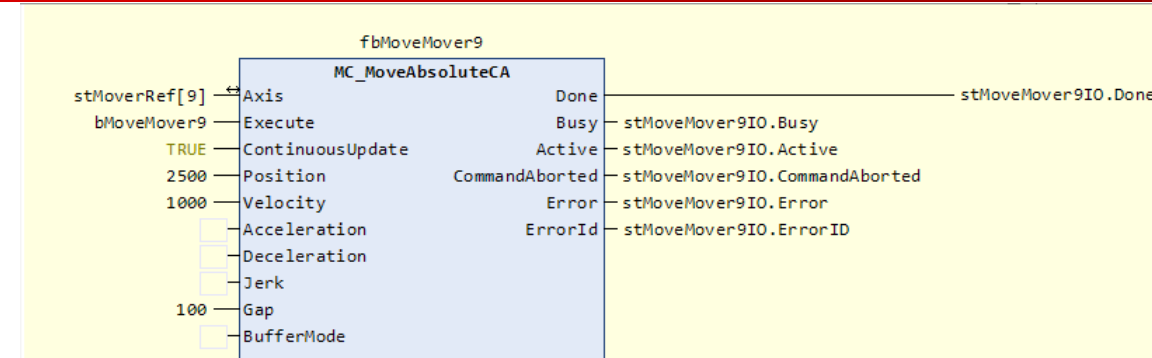 fbMoveMover9
MC_MoveAbsoluteCA
stMoverRef[9] Axis Done stMoveMover9IO.Done
bMoveMover9 Execute Busy stMoveMover9IO.Busy
TRUE ContinuousUpdate Active stMoveMover9IO.Active
2500 Position CommandAborted stMoveMover9IO.CommandAborted
1000 Velocity Error stMoveMover9IO.Error
Acceleration ErrorId stMoveMover9IO.ErrorID
Deceleration
Jerk
100 Gap
BufferMode